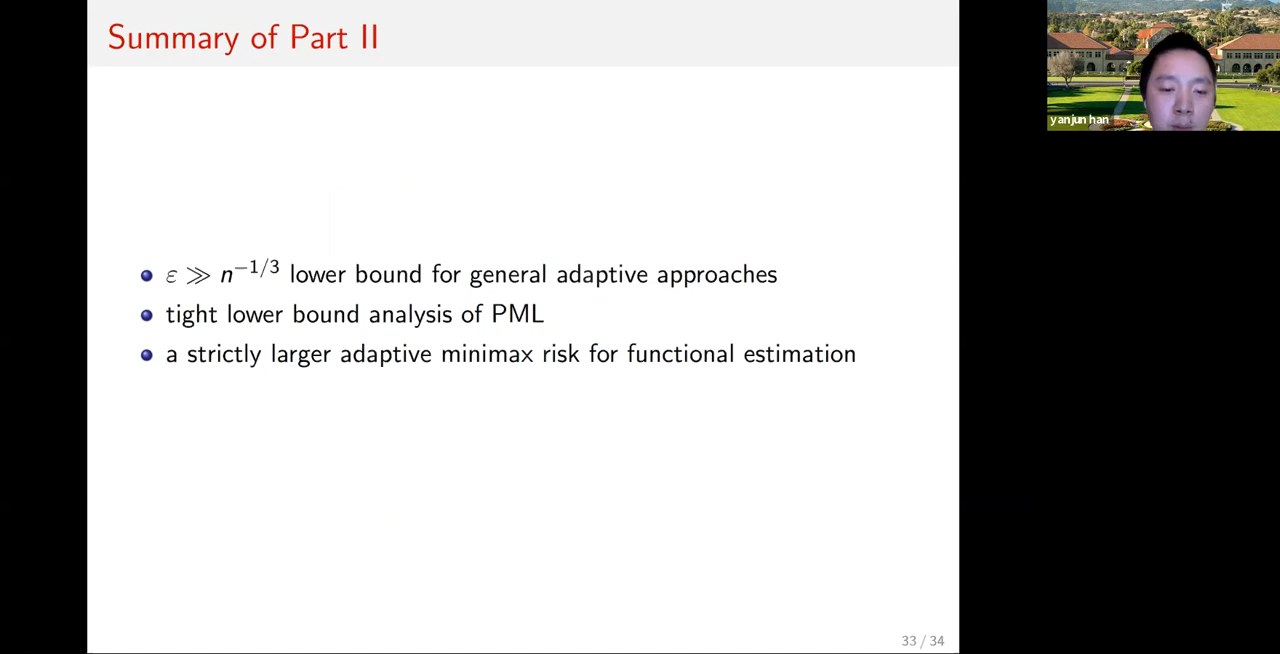 Summary of Part II
yanjun han
ε ≫ n^{-1/3} lower bound for general adaptive approaches
tight lower bound analysis of PML
a strictly larger adaptive minimax risk for functional estimation
33 / 34